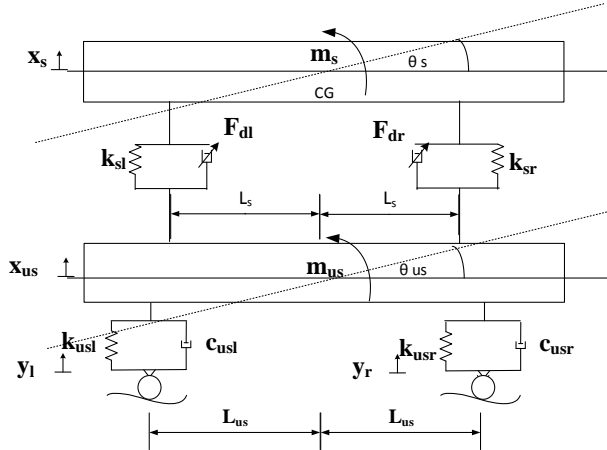 x_s
m_s
θ s
CG
F_dl
F_dr
k_sl
k_sr
L_s
L_s
x_us
m_us
θ us
k_usl
c_usl
k_usr
c_usr
y_l
y_r
L_us
L_us